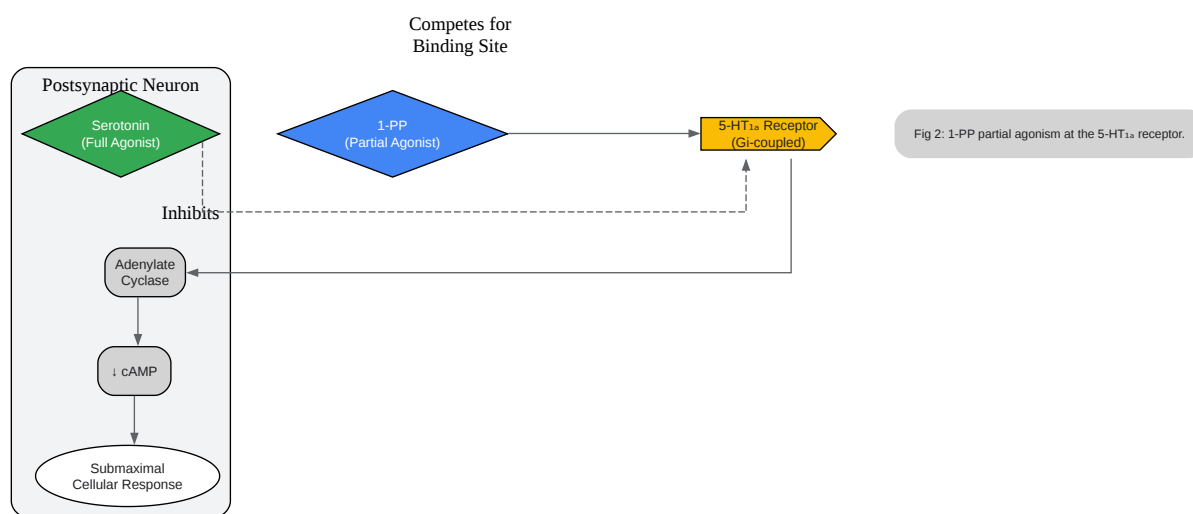 Competes for
Binding Site
Postsynaptic Neuron
Serotonin
(Full Agonist)
1-PP
(Partial Agonist)
5-HT₁ₐ Receptor
(Gi-coupled)
Fig 2: 1-PP partial agonism at the 5-HT₁ₐ receptor.
Inhibits
Adenylate
Cyclase
↓ cAMP
Submaximal
Cellular Response